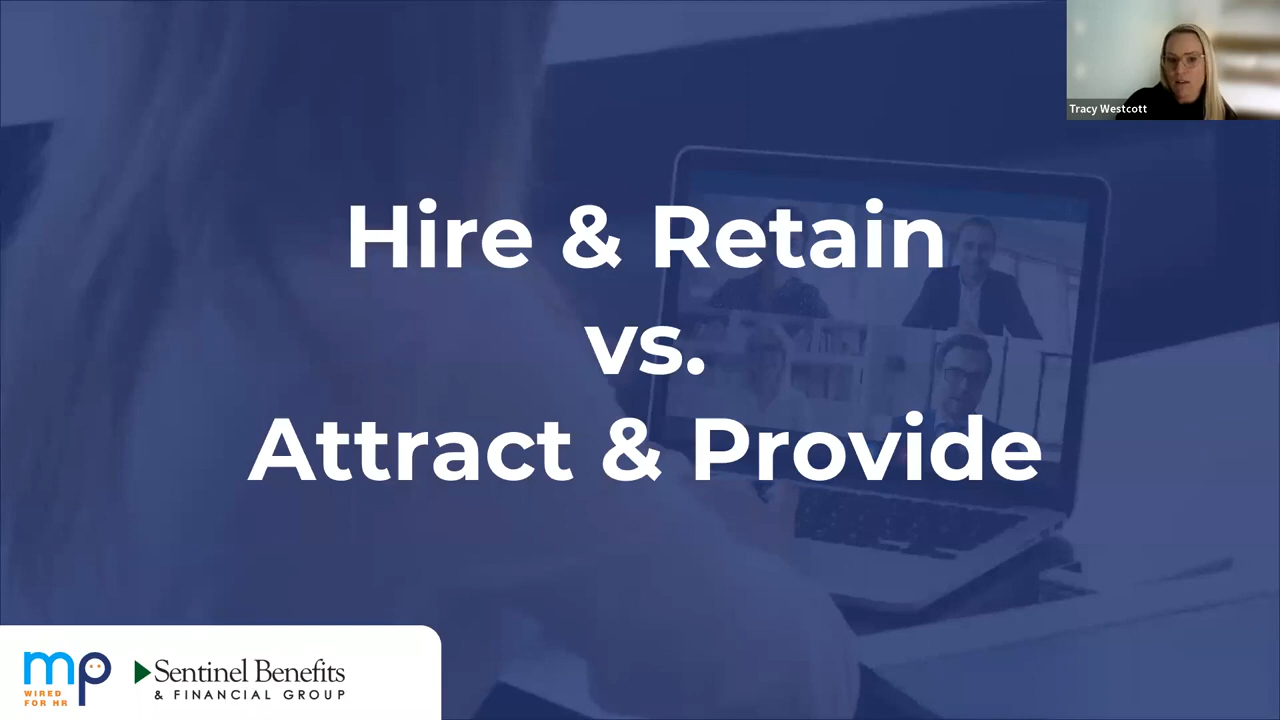 Tracy Westcott
Hire & Retain
vs.
Attract & Provide
mp
WIRED
FOR HR
Sentinel Benefits
& FINANCIAL GROUP